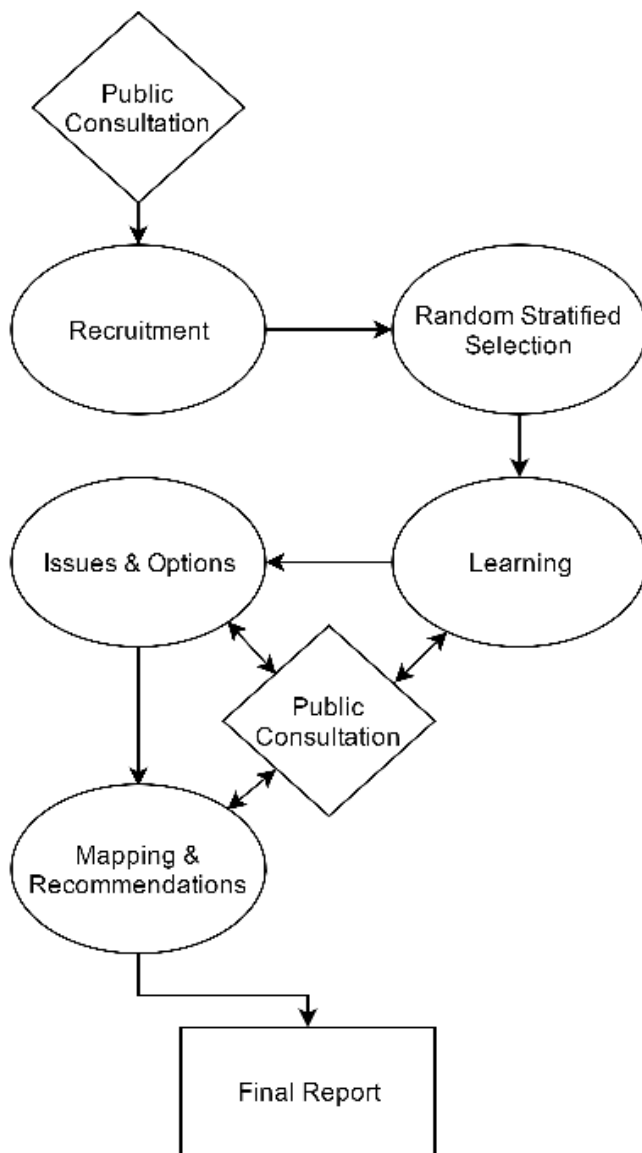 Public
Consultation
Recruitment
Random Stratified
Selection
Issues & Options
Learning
Public
Consultation
Mapping &
Recommendations
Final Report